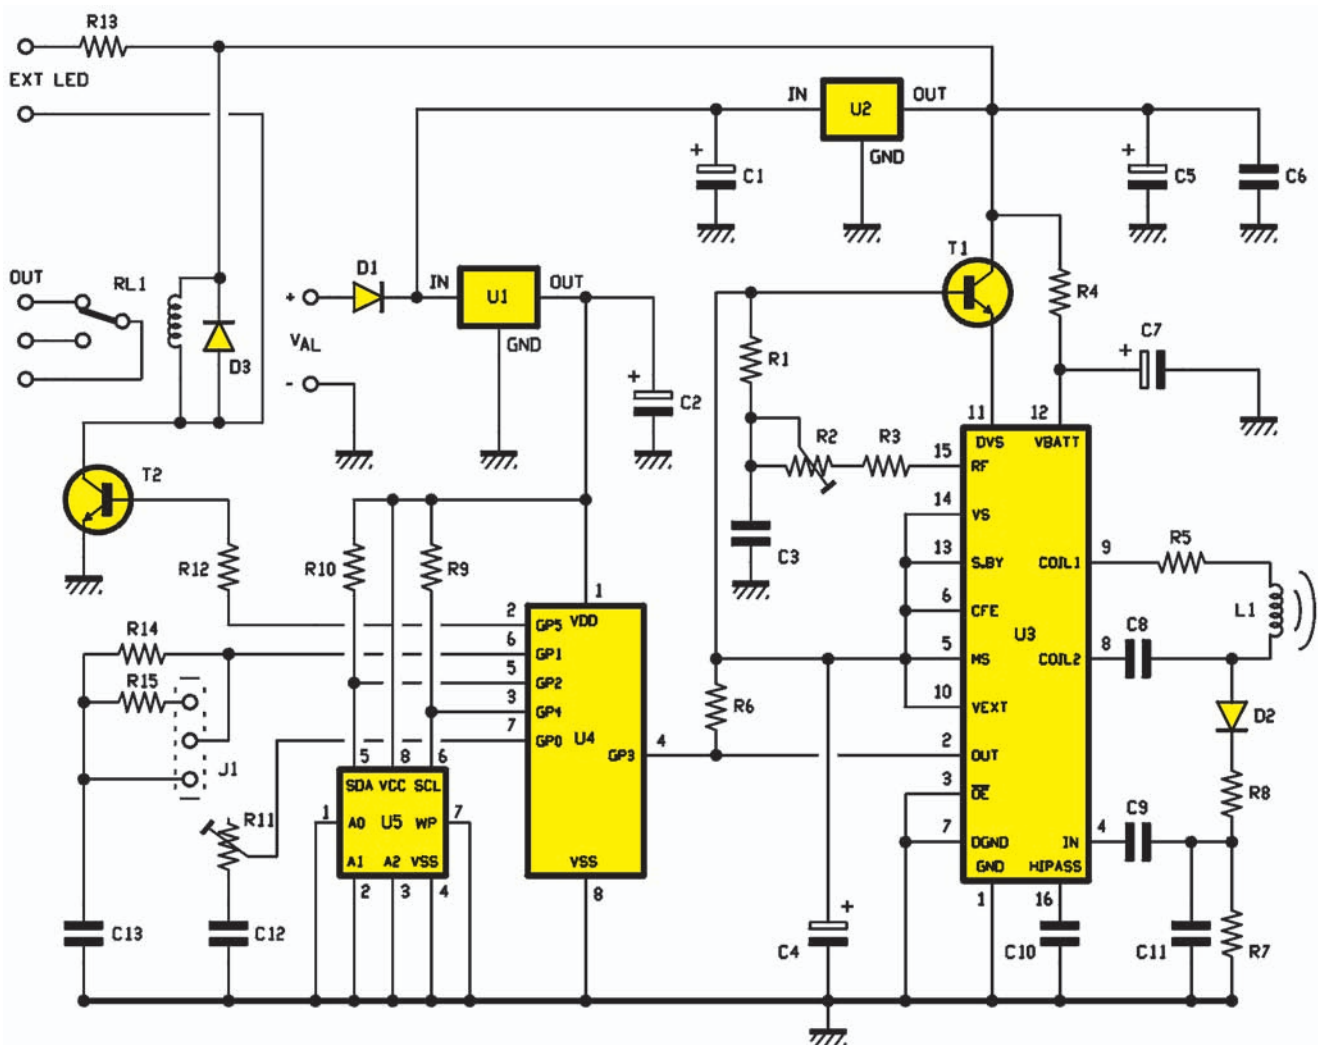 R13
EXT LED
IN U2 OUT
GND
+ C1
+ C5
C6
T1
R4
OUT RL1
D3
D1
+ IN U1 OUT
VAL
GND
-
+ C2
R1
+ C7
11 12
DVS VBATT
R2 R3 15 RF
14 VS
C3 13 S.BY
6 CFE
U3
5 MS
10 VEXT
2 OUT
3 OE
7 DGND
GND
1
COIL1 9 R5
L1
COIL2 8 C8
D2
R8
IN 4 C9
HIPASS
16
C10
C11
R7
T2
R12
R10
R9
1
VDD
2 GP5
6 GP1
5 GP2
3 GP4
7 GP0
U4
GP3 4
VSS
8
R6
+ C4
R14
R15
J1
R11
5 8 6
SDA VCC SCL
1 A0 U5 WP 7
A1 A2 VSS
2 3 4
C13
C12